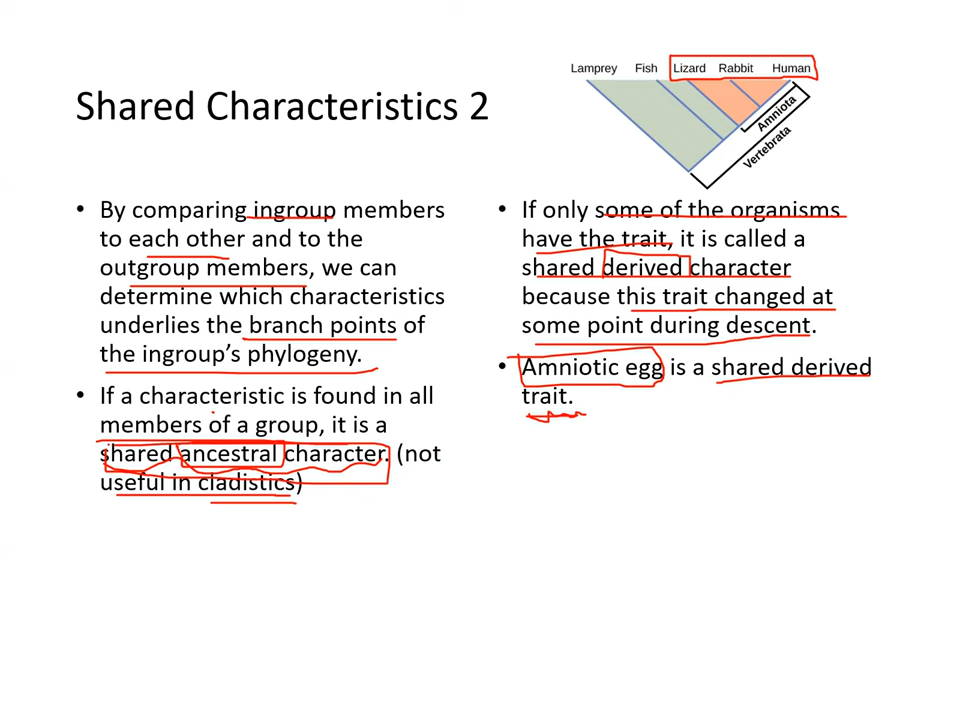 Lamprey Fish Lizard Rabbit Human
Amniota
Vertebrata
Shared Characteristics 2
• By comparing ingroup members
to each other and to the
outgroup members, we can
determine which characteristics
underlies the branch points of
the ingroup’s phylogeny.
• If a characteristic is found in all
members of a group, it is a
shared ancestral character. (not
useful in cladistics)
• If only some of the organisms
have the trait, it is called a
shared derived character
because this trait changed at
some point during descent.
• Amniotic egg is a shared derived
trait.